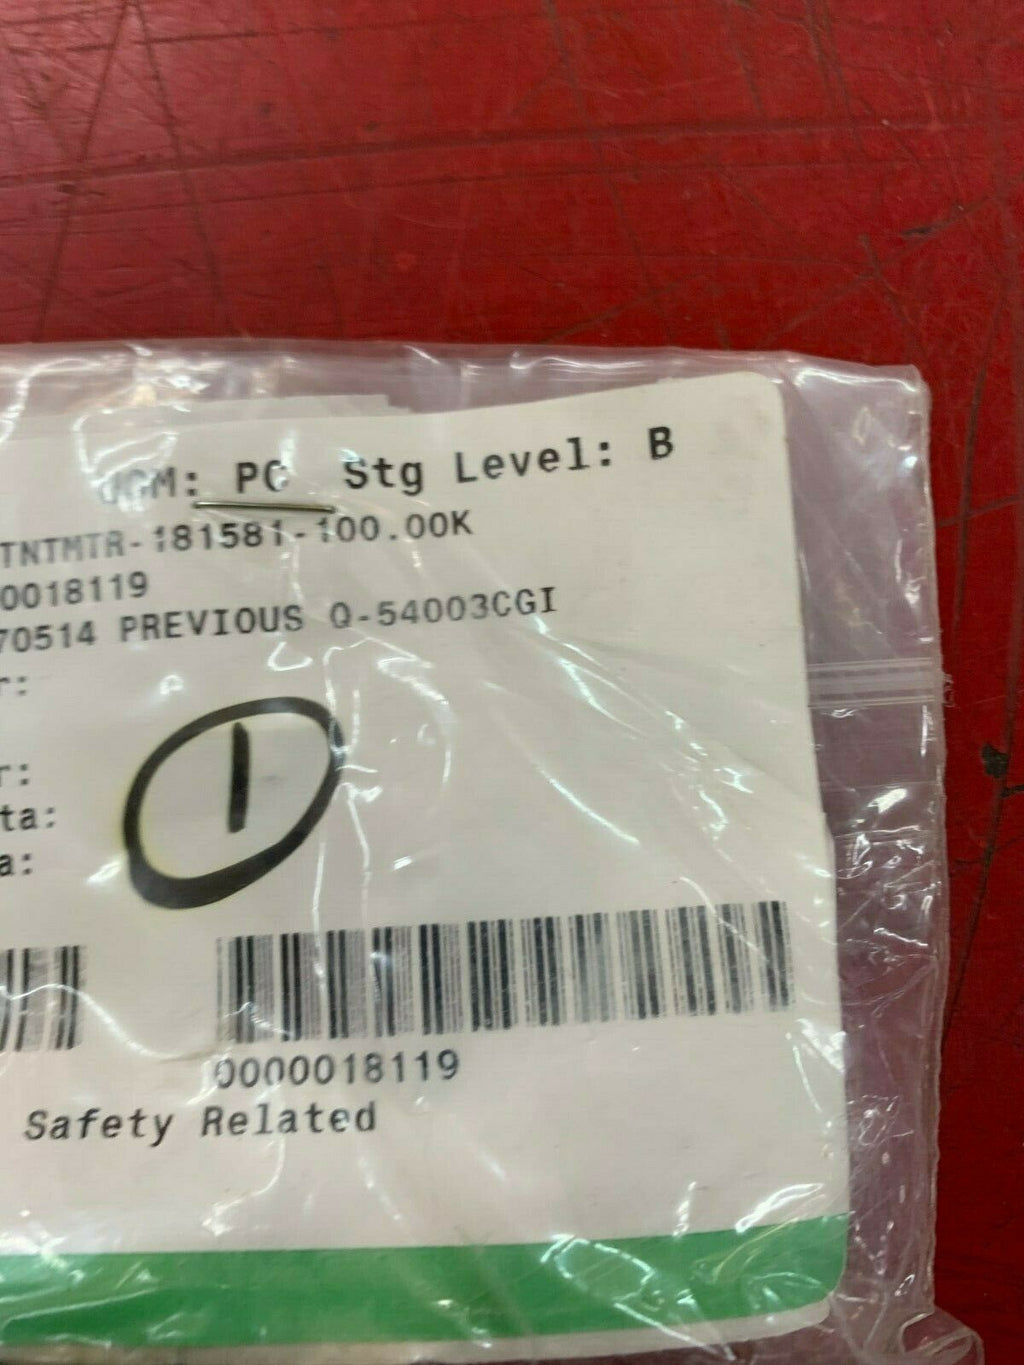 UOM: PC Stg Level: B
TNTMTR-181581-100.00K
0018119
70514 PREVIOUS Q-54003CGI
r:
1
r:
ta:
a:
0000018119
Safety Related